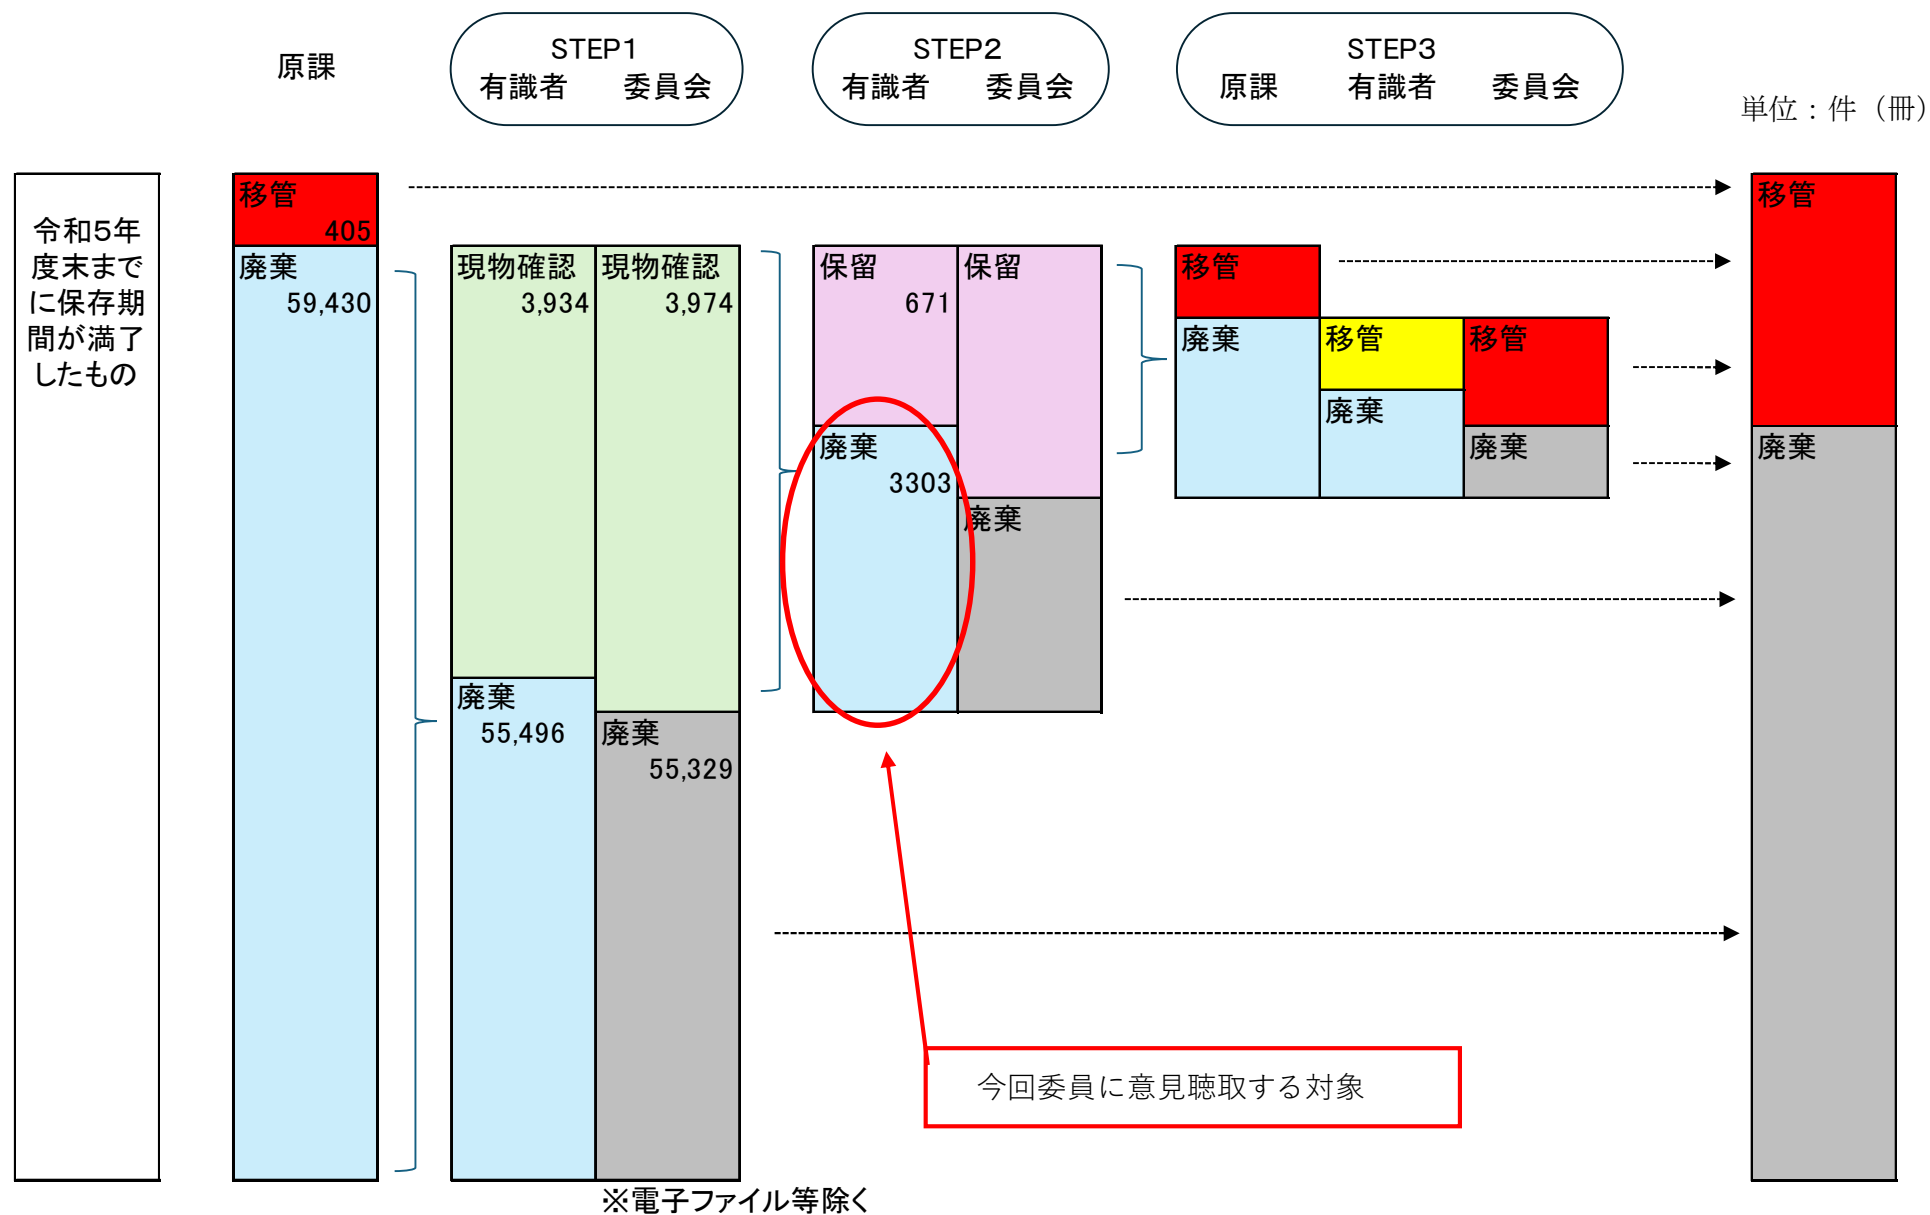 原課
STEP1
有識者　委員会
STEP2
有識者　委員会
STEP3
原課　有識者　委員会
単位：件（冊）
令和5年
度末まで
に保存期
間が満了
したもの
移管
405
廃棄
59,430
現物確認
3,934
現物確認
3,974
廃棄
55,496
廃棄
55,329
保留
671
保留
廃棄
3303
廃棄
移管
廃棄
移管
廃棄
移管
廃棄
移管
廃棄
今回委員に意見聴取する対象
※電子ファイル等除く